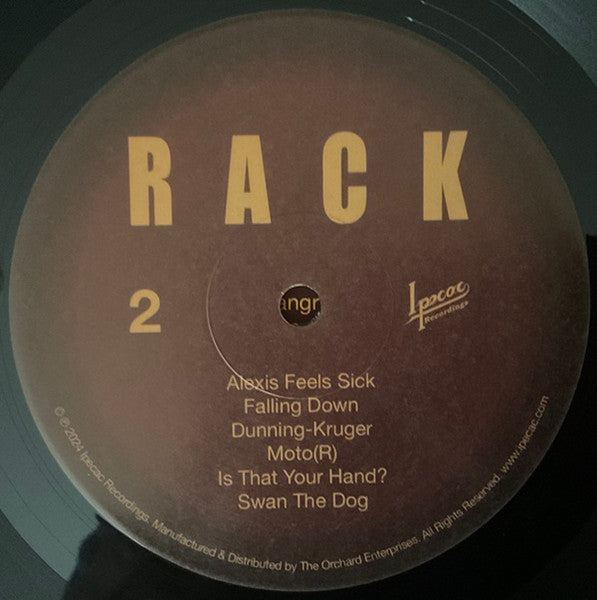 RACK
2
Ipecac
Recordings
angr
Alexis Feels Sick
Falling Down
Dunning-Kruger
Moto(R)
Is That Your Hand?
Swan The Dog
© ℗ 2024 Ipecac Recordings. Manufactured & Distributed by The Orchard Enterprises. All Rights Reserved. www.ipecac.com